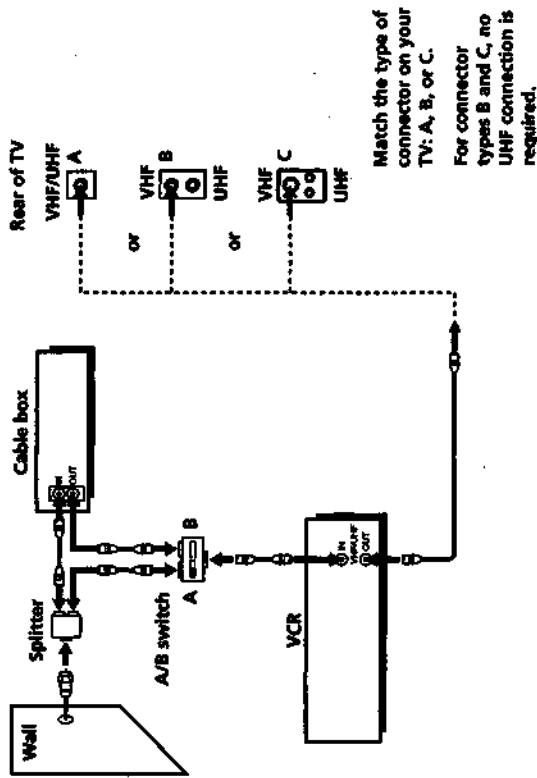 Wall
Splitter
Cable box
IN
OUT
A/B switch
A
B
VCR
IN
VHF/UHF
OUT
Rear of TV
VHF/UHF
A
or
VHF
B
UHF
or
VHF
C
UHF
Match the type of
connector on your
TV: A, B, or C.
For connector
types B and C, no
UHF connection is
required.